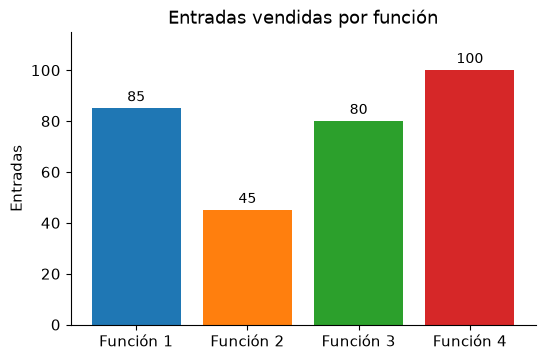 Entradas vendidas por función
Entradas
100
80
60
40
20
0
85
45
80
100
Función 1
Función 2
Función 3
Función 4